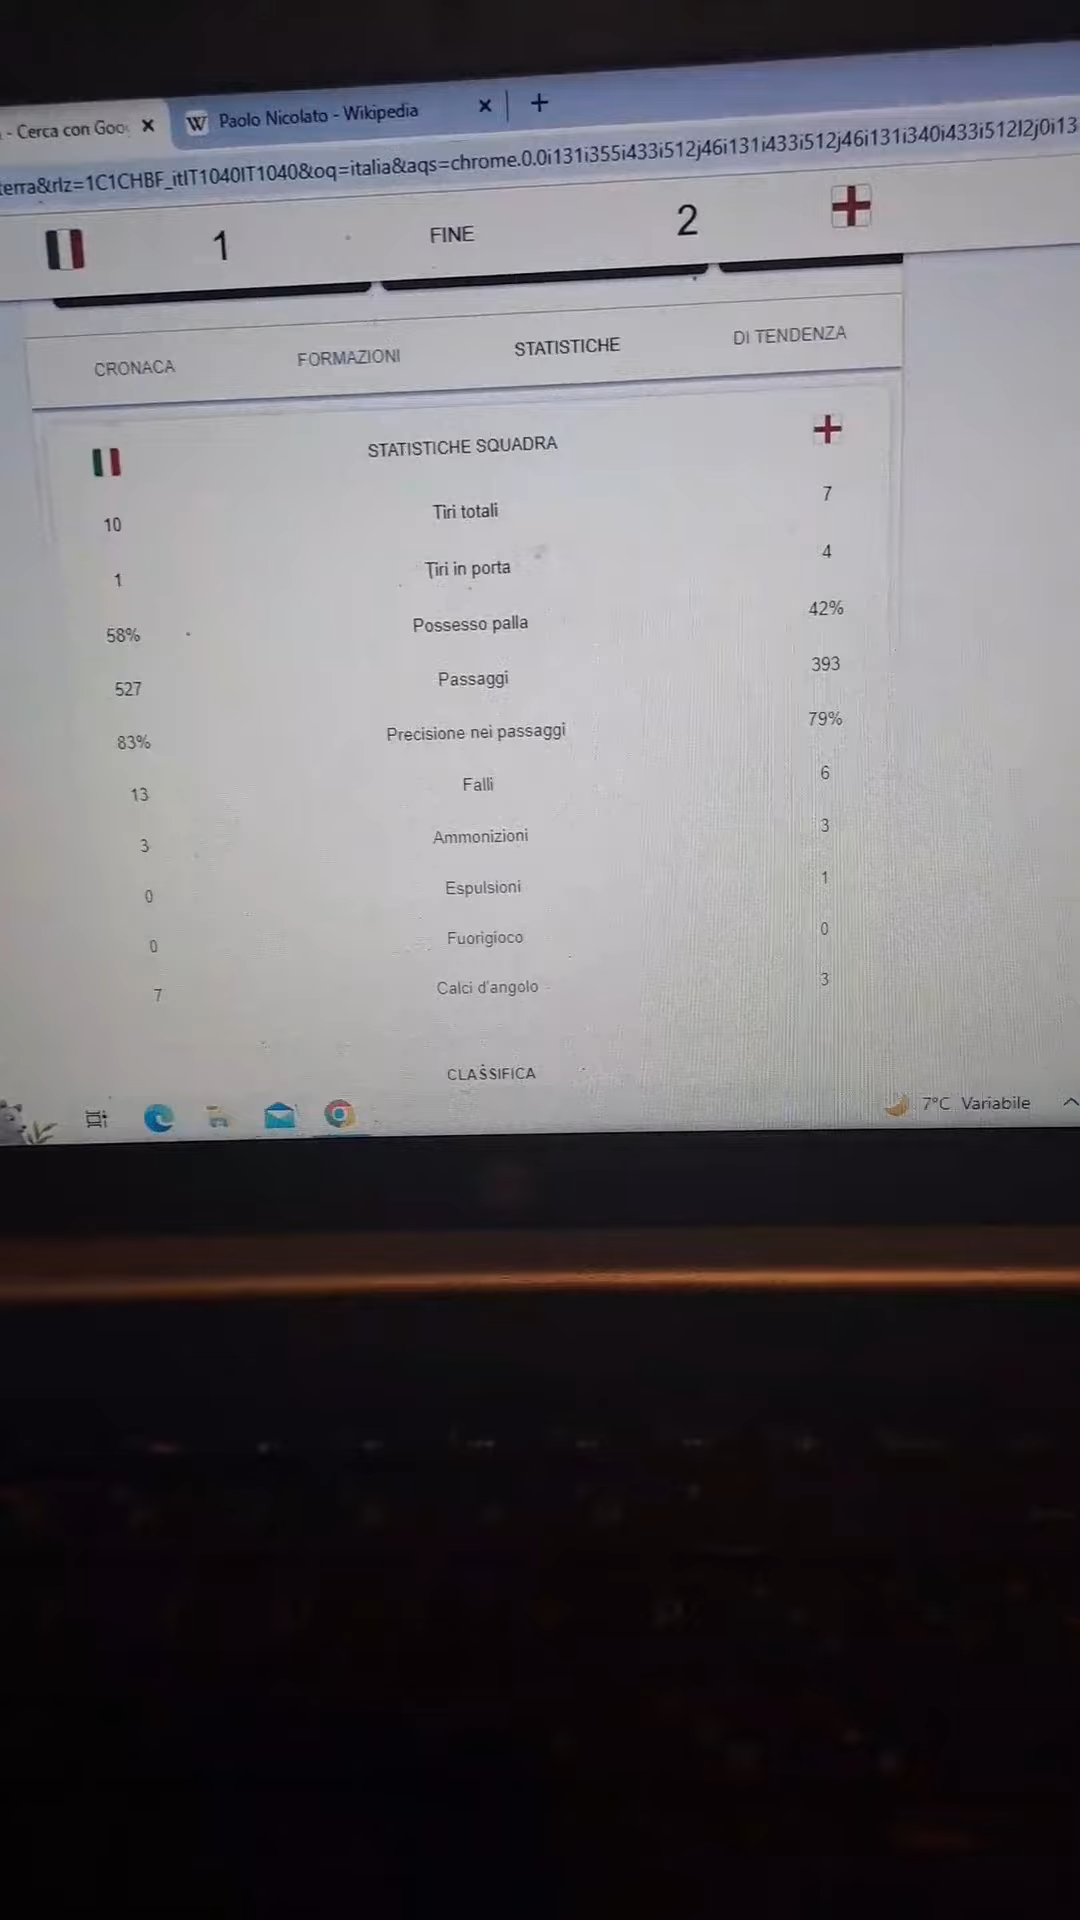 - Cerca con Goo
W Paolo Nicolato - Wikipedia
terra&rlz=1C1CHBF_itIT1040IT1040&oq=italia&aqs=chrome.0.0i131i355i433i512j46i131i433i512j46i131i340i433i512l2j0i13
1 FINE 2
CRONACA FORMAZIONI STATISTICHE DI TENDENZA
STATISTICHE SQUADRA
10 Tiri totali 7
1 Tiri in porta 4
58% Possesso palla 42%
527 Passaggi 393
83% Precisione nei passaggi 79%
13 Falli 6
3 Ammonizioni 3
0 Espulsioni 1
0 Fuorigioco 0
7 Calci d'angolo 3
CLASSIFICA
7°C Variabile